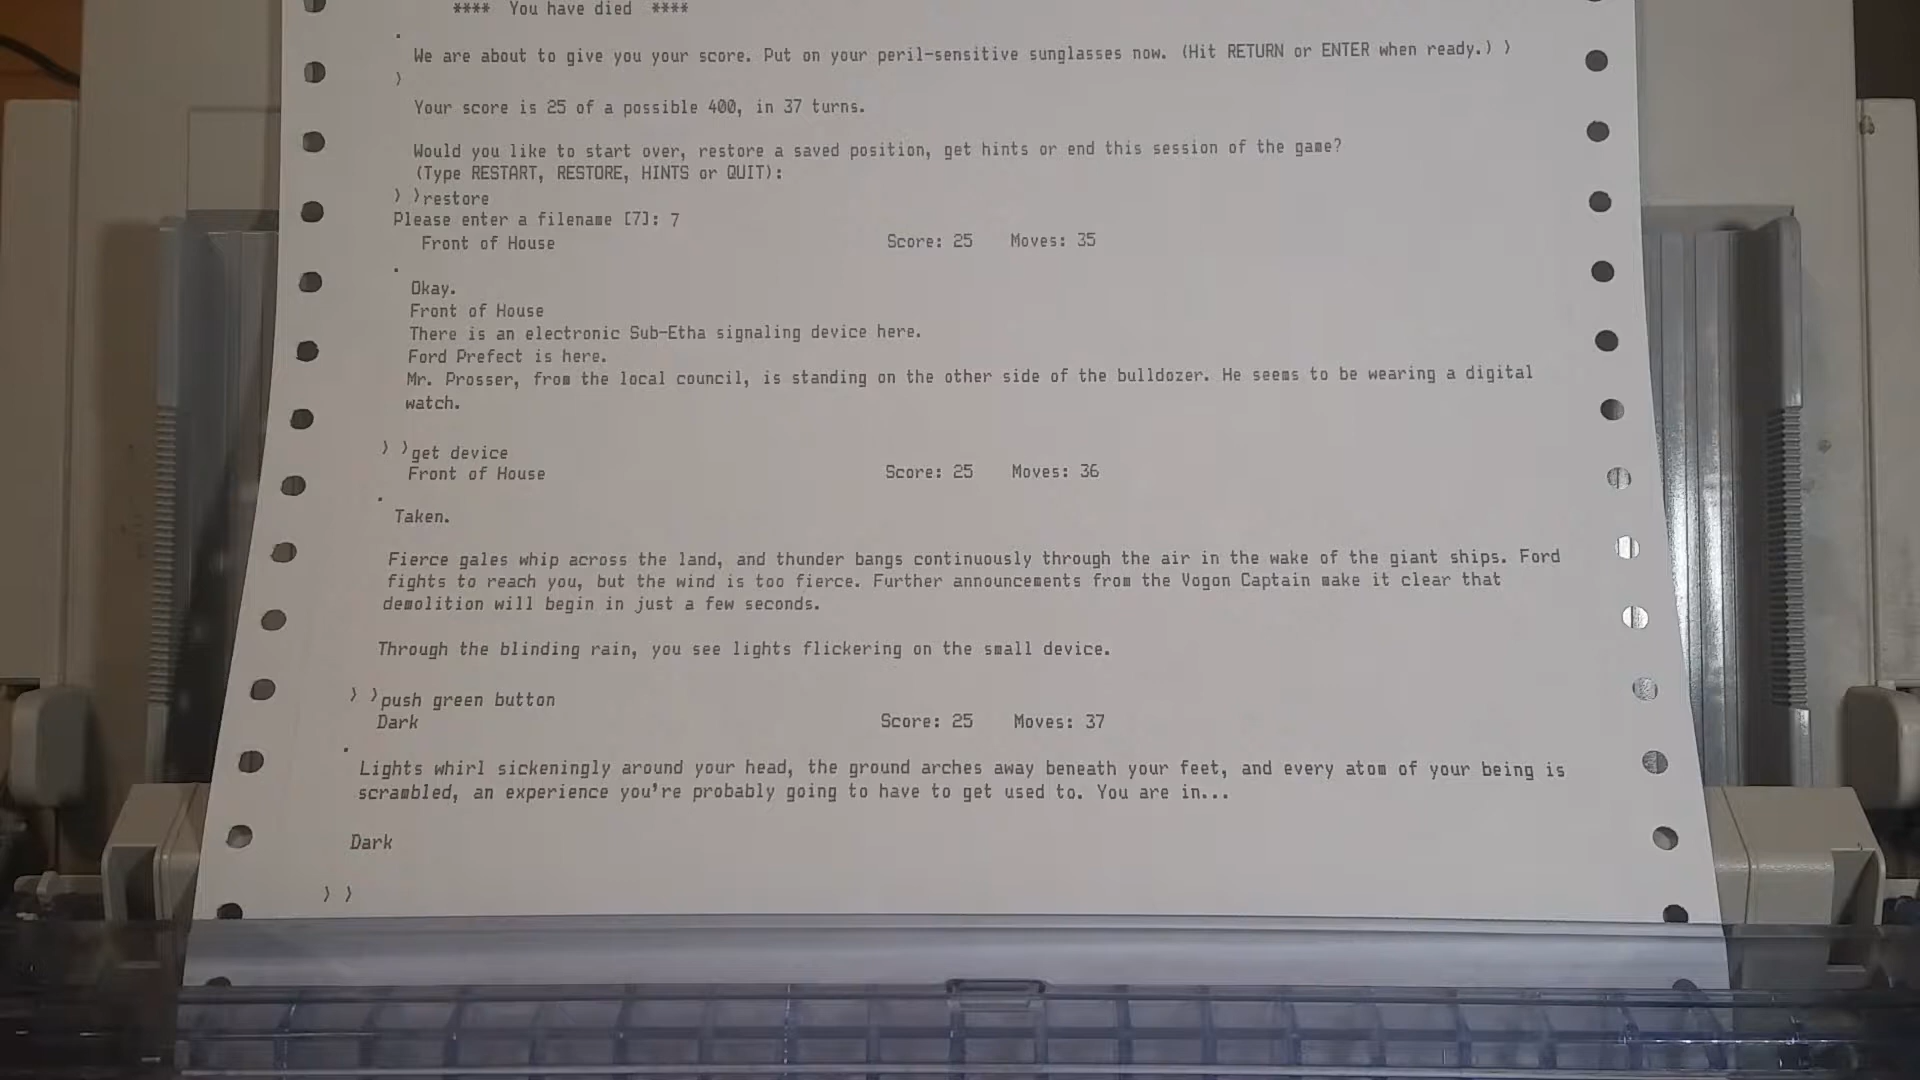 **** You have died ****
.
We are about to give you your score. Put on your peril-sensitive sunglasses now. (Hit RETURN or ENTER when ready.) )
)
Your score is 25 of a possible 400, in 37 turns.
Would you like to start over, restore a saved position, get hints or end this session of the game?
(Type RESTART, RESTORE, HINTS or QUIT):
) )restore
Please enter a filename [7]: 7
Front of House Score: 25 Moves: 35
.
Okay.
Front of House
There is an electronic Sub-Etha signaling device here.
Ford Prefect is here.
Mr. Prosser, from the local council, is standing on the other side of the bulldozer. He seems to be wearing a digital
watch.
) )get device
Front of House Score: 25 Moves: 36
.
Taken.
Fierce gales whip across the land, and thunder bangs continuously through the air in the wake of the giant ships. Ford
fights to reach you, but the wind is too fierce. Further announcements from the Vogon Captain make it clear that
demolition will begin in just a few seconds.
Through the blinding rain, you see lights flickering on the small device.
) )push green button
Dark Score: 25 Moves: 37
.
Lights whirl sickeningly around your head, the ground arches away beneath your feet, and every atom of your being is
scrambled, an experience you're probably going to have to get used to. You are in...
Dark
) )